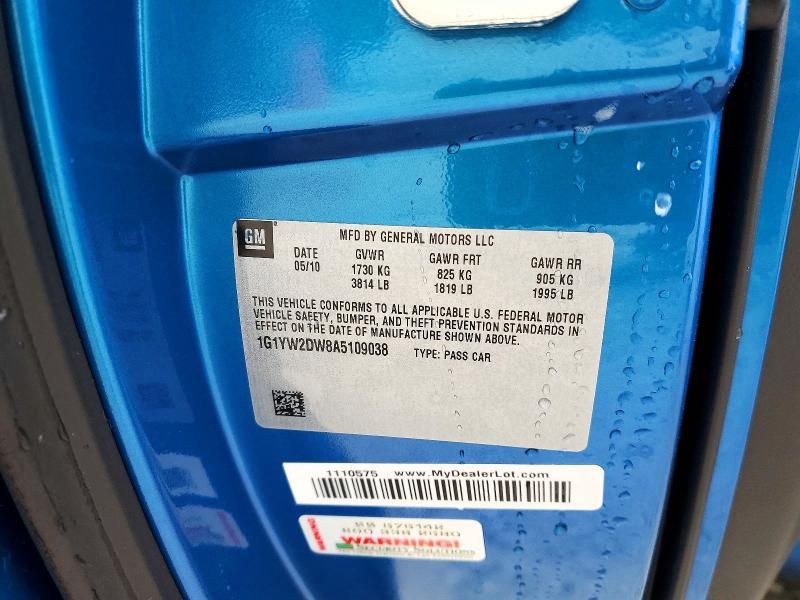 GM
MFD BY GENERAL MOTORS LLC
DATE GVWR GAWR FRT GAWR RR
05/10 1730 KG 825 KG 905 KG
3814 LB 1819 LB 1995 LB
THIS VEHICLE CONFORMS TO ALL APPLICABLE U.S. FEDERAL MOTOR
VEHICLE SAFETY, BUMPER, AND THEFT PREVENTION STANDARDS IN
EFFECT ON THE DATE OF MANUFACTURE SHOWN ABOVE.
1G1YW2DW8A5109038 TYPE: PASS CAR
1110575 www.MyDealerLot.com
WARNING
WARNING!
SECURITY SOLUTIONS